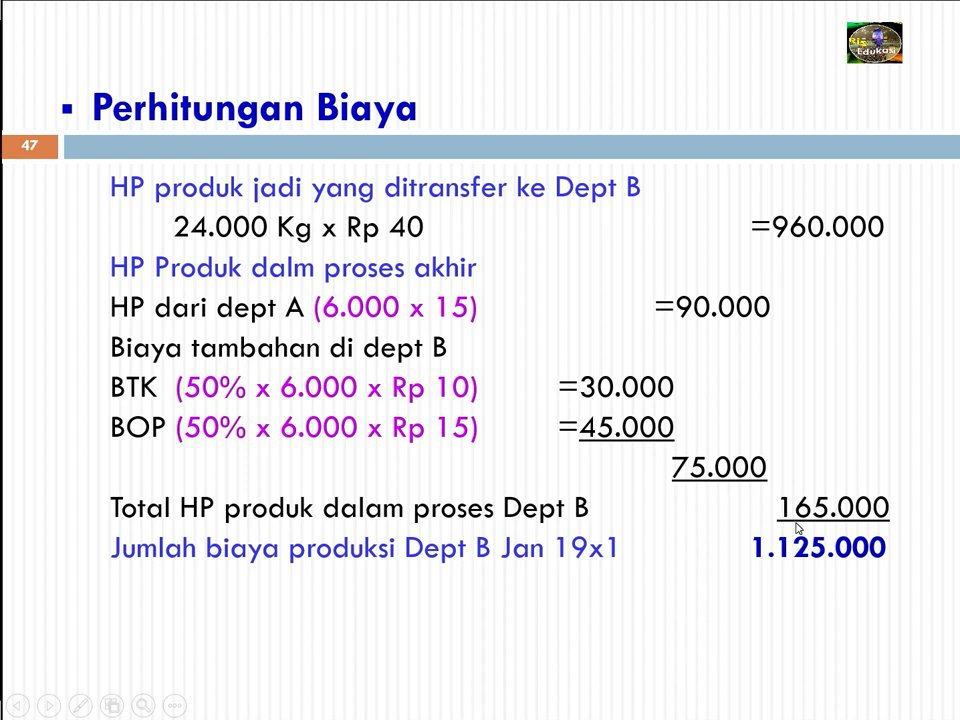 ▪ Perhitungan Biaya
47
HP produk jadi yang ditransfer ke Dept B
24.000 Kg x Rp 40 =960.000
HP Produk dalm proses akhir
HP dari dept A (6.000 x 15) =90.000
Biaya tambahan di dept B
BTK (50% x 6.000 x Rp 10) =30.000
BOP (50% x 6.000 x Rp 15) =45.000
75.000
Total HP produk dalam proses Dept B 165.000
Jumlah biaya produksi Dept B Jan 19x1 1.125.000
Edukasi